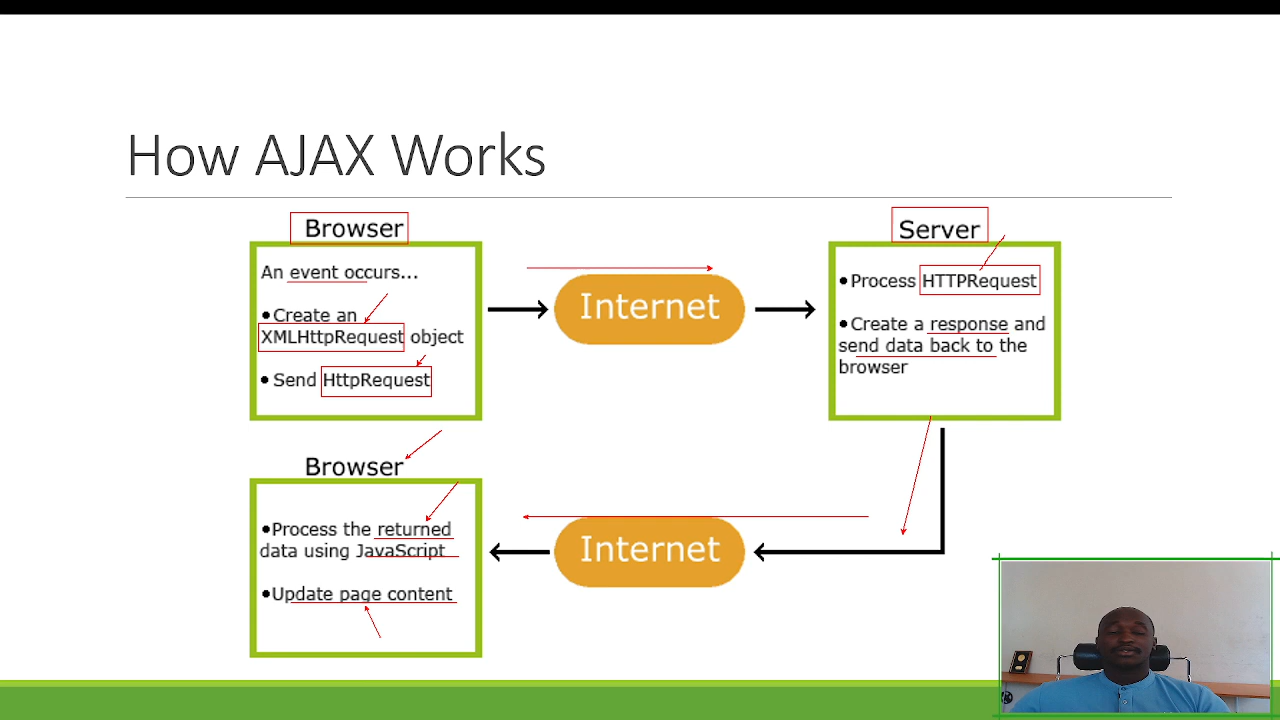 How AJAX Works
Browser
An event occurs...
•Create an
XMLHttpRequest object
•Send HttpRequest
Internet
Server
•Process HTTPRequest
•Create a response and
send data back to the
browser
Internet
Browser
•Process the returned
data using JavaScript
•Update page content